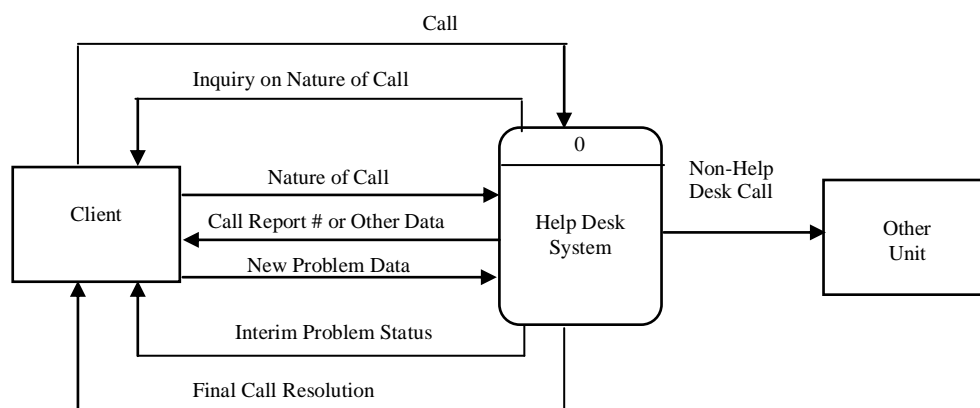 Call
Inquiry on Nature of Call
0
Nature of Call
Non-Help
Desk Call
Client
Call Report # or Other Data
Help Desk
System
Other
Unit
New Problem Data
Interim Problem Status
Final Call Resolution